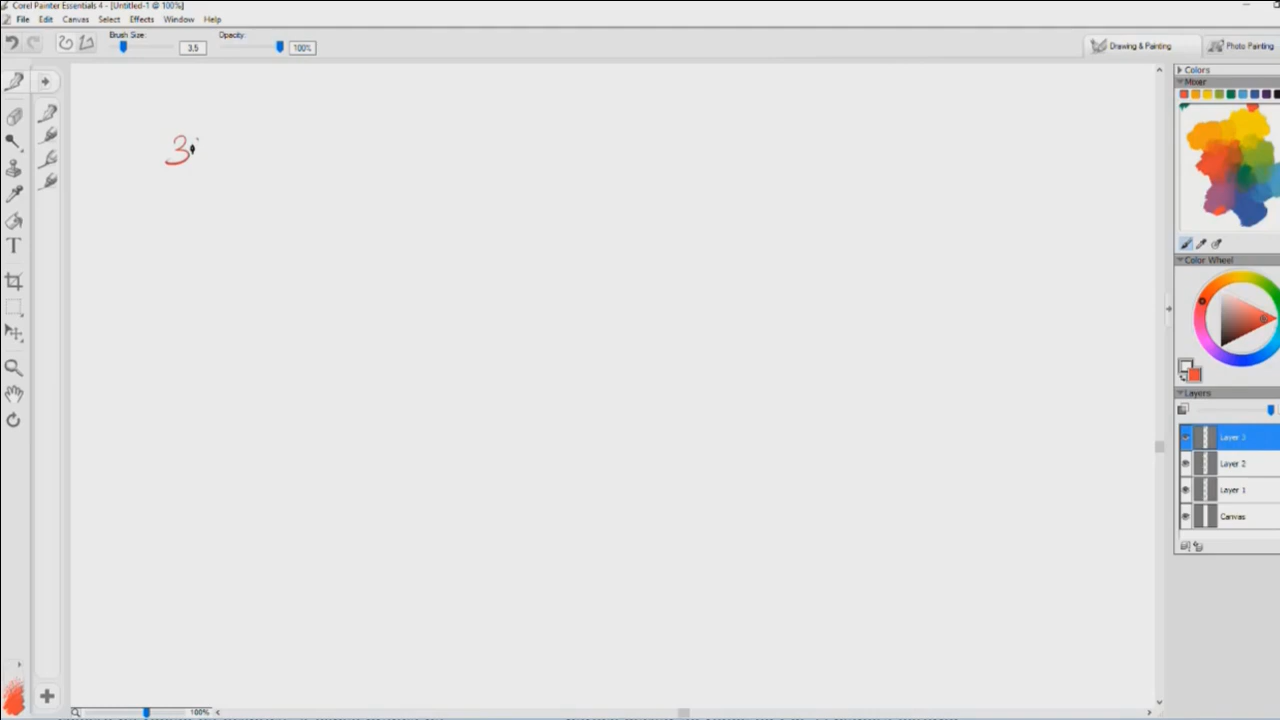 Corel Painter Essentials 4 - [Untitled-1 @ 100%]
File Edit Canvas Select Effects Window Help
Brush Size: 3.5 Opacity: 100%
Drawing & Painting Photo Painting
Colors
Mixer
3
T
Color Wheel
Layers
Layer 3
Layer 2
Layer 1
Canvas
100%